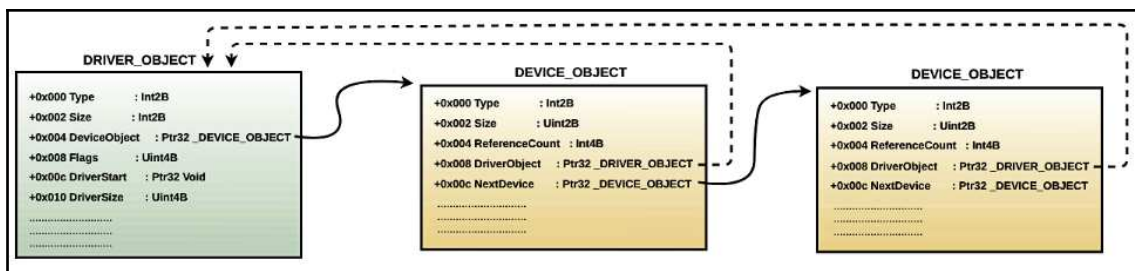 DRIVER_OBJECT
+0x000 Type : Int2B
+0x002 Size : Int2B
+0x004 DeviceObject : Ptr32 _DEVICE_OBJECT
+0x008 Flags : Uint4B
+0x00c DriverStart : Ptr32 Void
+0x010 DriverSize : Uint4B
..........................
..........................
..........................
DEVICE_OBJECT
+0x000 Type : Int2B
+0x002 Size : Uint2B
+0x004 ReferenceCount : Int4B
+0x008 DriverObject : Ptr32 _DRIVER_OBJECT
+0x00c NextDevice : Ptr32 _DEVICE_OBJECT
............................
............................
............................
DEVICE_OBJECT
+0x000 Type : Int2B
+0x002 Size : Uint2B
+0x004 ReferenceCount : Int4B
+0x008 DriverObject : Ptr32 _DRIVER_OBJECT
+0x00c NextDevice : Ptr32 _DEVICE_OBJECT
............................
............................
............................